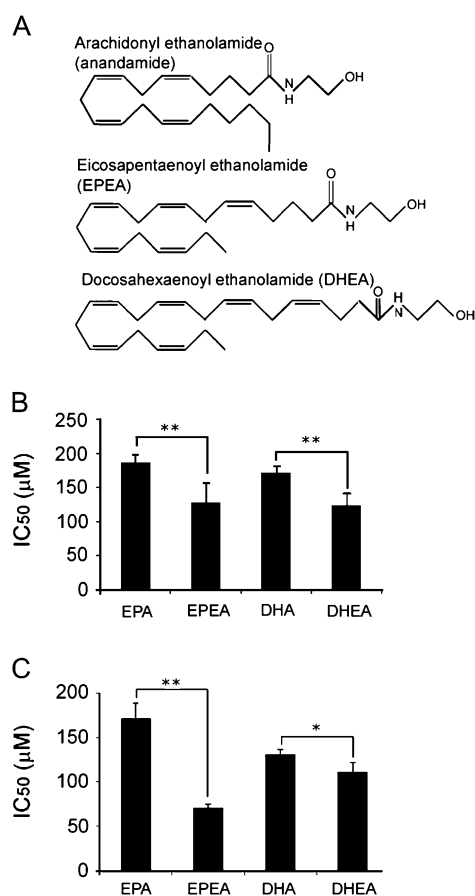 A
Arachidonyl ethanolamide
(anandamide)
O
N
H
OH
Eicosapentaenoyl ethanolamide
(EPEA)
O
N
H
OH
Docosahexaenoyl ethanolamide (DHEA)
O
H
N
OH
B
IC50 (µM)
250
200
150
100
50
0
**
**
EPA EPEA DHA DHEA
C
IC50 (µM)
200
150
100
50
0
**
*
EPA EPEA DHA DHEA